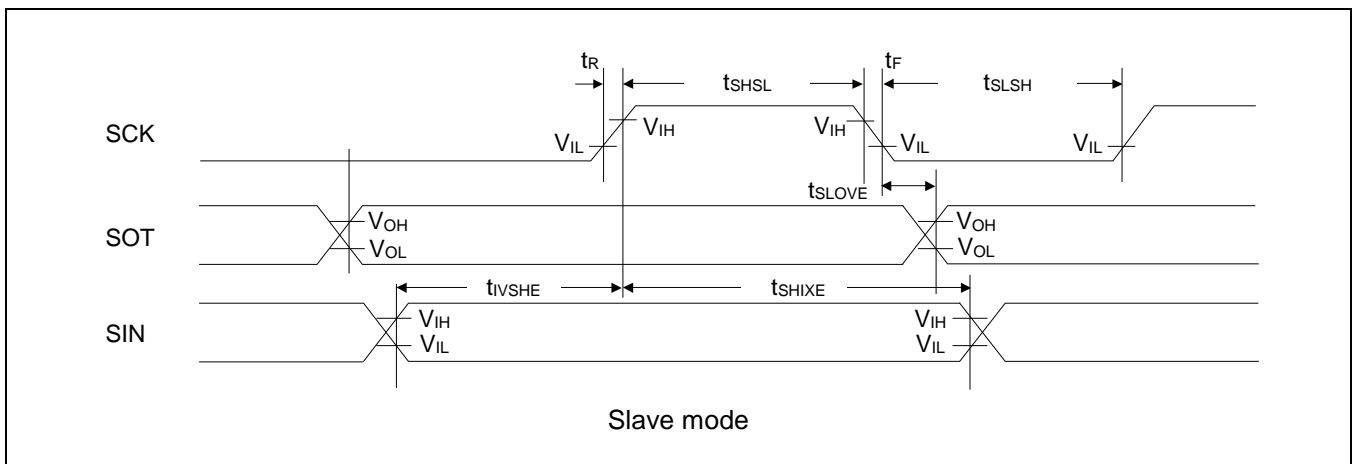 tR tSHSL tF tSLSH
SCK VIL VIH VIH VIL VIL
tSLOVE
SOT VOH VOL VOH VOL
tIVSHE tSHIXE
SIN VIH VIL VIH VIL
Slave mode